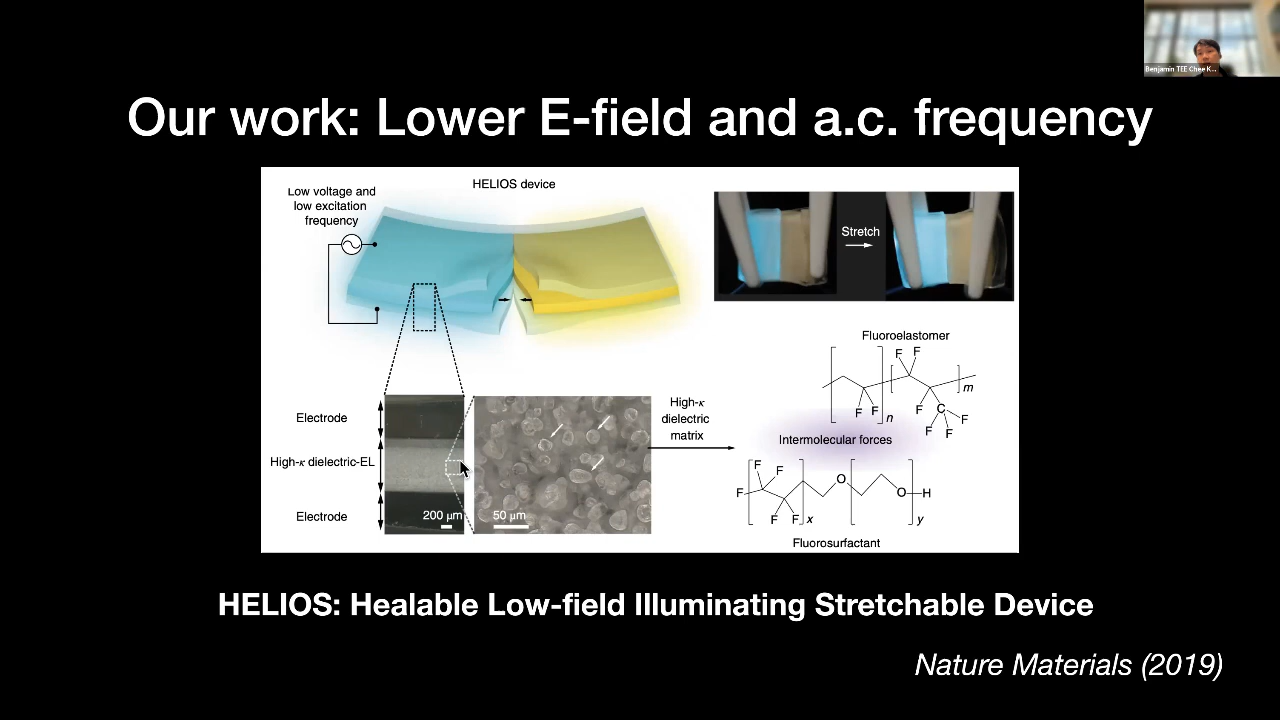 Benjamin TEE Chee K...
Our work: Lower E-field and a.c. frequency
Low voltage and
low excitation
frequency
HELIOS device
Stretch
Electrode
High-κ dielectric-EL
Electrode
200 μm
50 μm
High-κ
dielectric
matrix
Fluoroelastomer
F F
F F
n
m
F
C
F
F F
Intermolecular forces
F
F
F
F F
x
O
O
H
y
Fluorosurfactant
HELIOS: Healable Low-field Illuminating Stretchable Device
Nature Materials (2019)